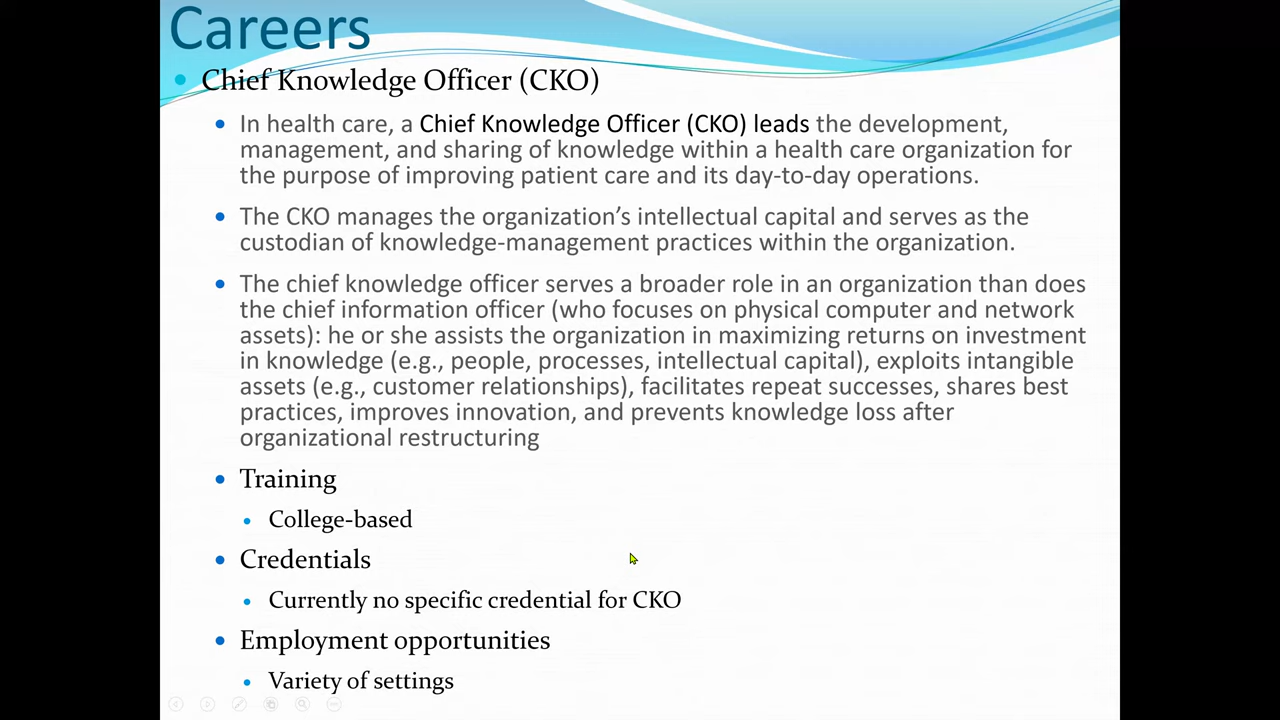 Careers
Chief Knowledge Officer (CKO)
In health care, a Chief Knowledge Officer (CKO) leads the development,
management, and sharing of knowledge within a health care organization for
the purpose of improving patient care and its day-to-day operations.
The CKO manages the organization’s intellectual capital and serves as the
custodian of knowledge-management practices within the organization.
The chief knowledge officer serves a broader role in an organization than does
the chief information officer (who focuses on physical computer and network
assets): he or she assists the organization in maximizing returns on investment
in knowledge (e.g., people, processes, intellectual capital), exploits intangible
assets (e.g., customer relationships), facilitates repeat successes, shares best
practices, improves innovation, and prevents knowledge loss after
organizational restructuring
Training
College-based
Credentials
Currently no specific credential for CKO
Employment opportunities
Variety of settings